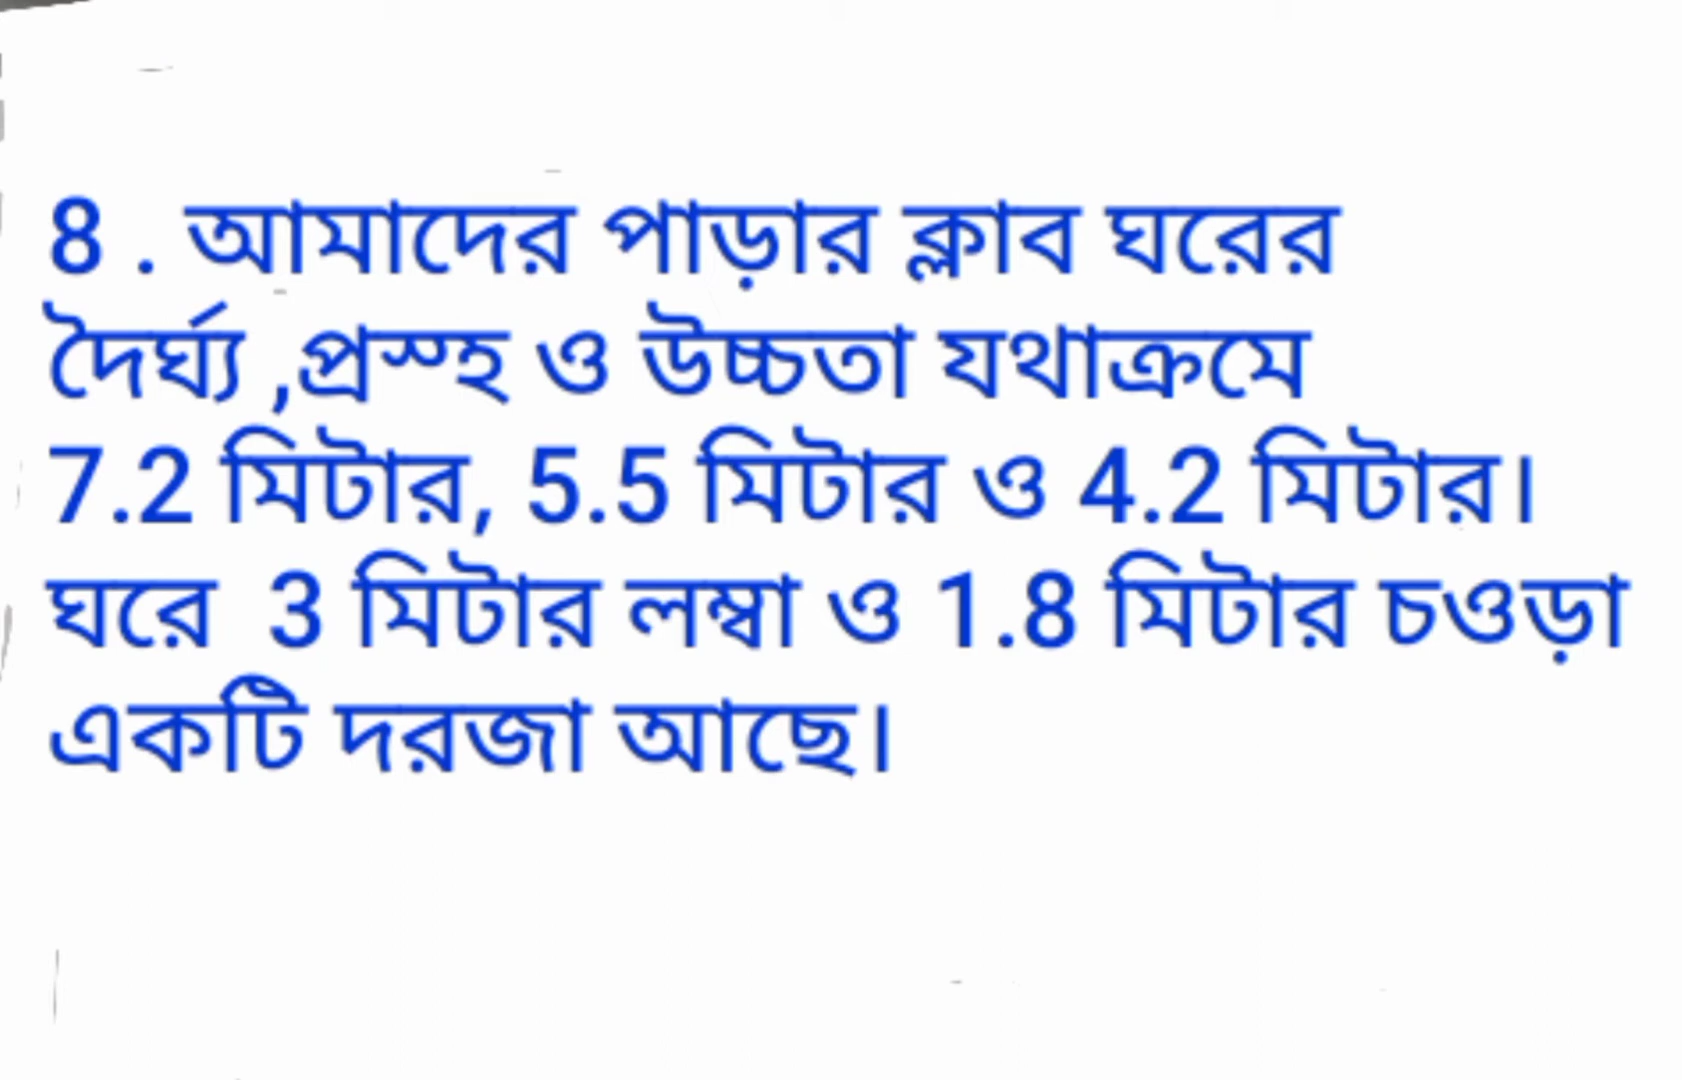 8 . আমাদের পাড়ার ক্লাব ঘরের
দৈর্ঘ্য ,প্রস্হ ও উচ্চতা যথাক্রমে
7.2 মিটার, 5.5 মিটার ও 4.2 মিটার।
ঘরে  3 মিটার লম্বা ও 1.8 মিটার চওড়া
একটি দরজা আছে।